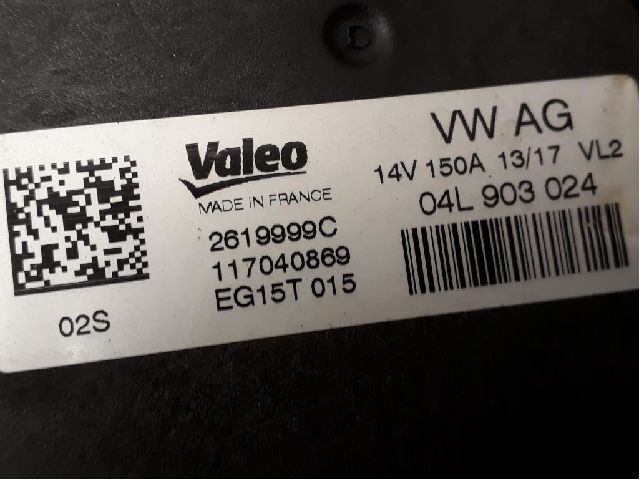 Valeo
MADE IN FRANCE
2619999C
117040869
EG15T 015
02S
VW AG
14V 150A 13/17 VL2
04L 903 024